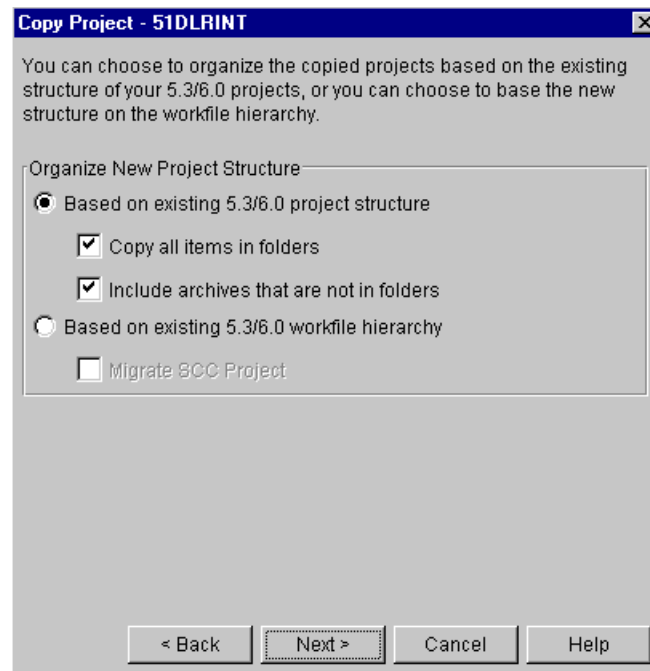 Copy Project - 51DLRINT
You can choose to organize the copied projects based on the existing
structure of your 5.3/6.0 projects, or you can choose to base the new
structure on the workfile hierarchy.
Organize New Project Structure
Based on existing 5.3/6.0 project structure
Copy all items in folders
Include archives that are not in folders
Based on existing 5.3/6.0 workfile hierarchy
Migrate SCC Project
< Back Next > Cancel Help